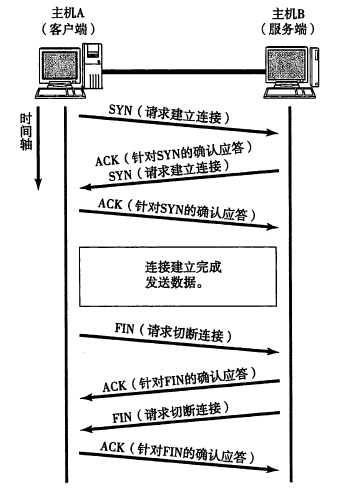 主机A
（客户端）
主机B
（服务端）
时间轴
SYN（请求建立连接）
ACK（针对SYN的确认应答）
SYN（请求建立连接）
ACK（针对SYN的确认应答）
连接建立完成
发送数据。
FIN（请求切断连接）
ACK（针对FIN的确认应答）
FIN（请求切断连接）
ACK（针对FIN的确认应答）